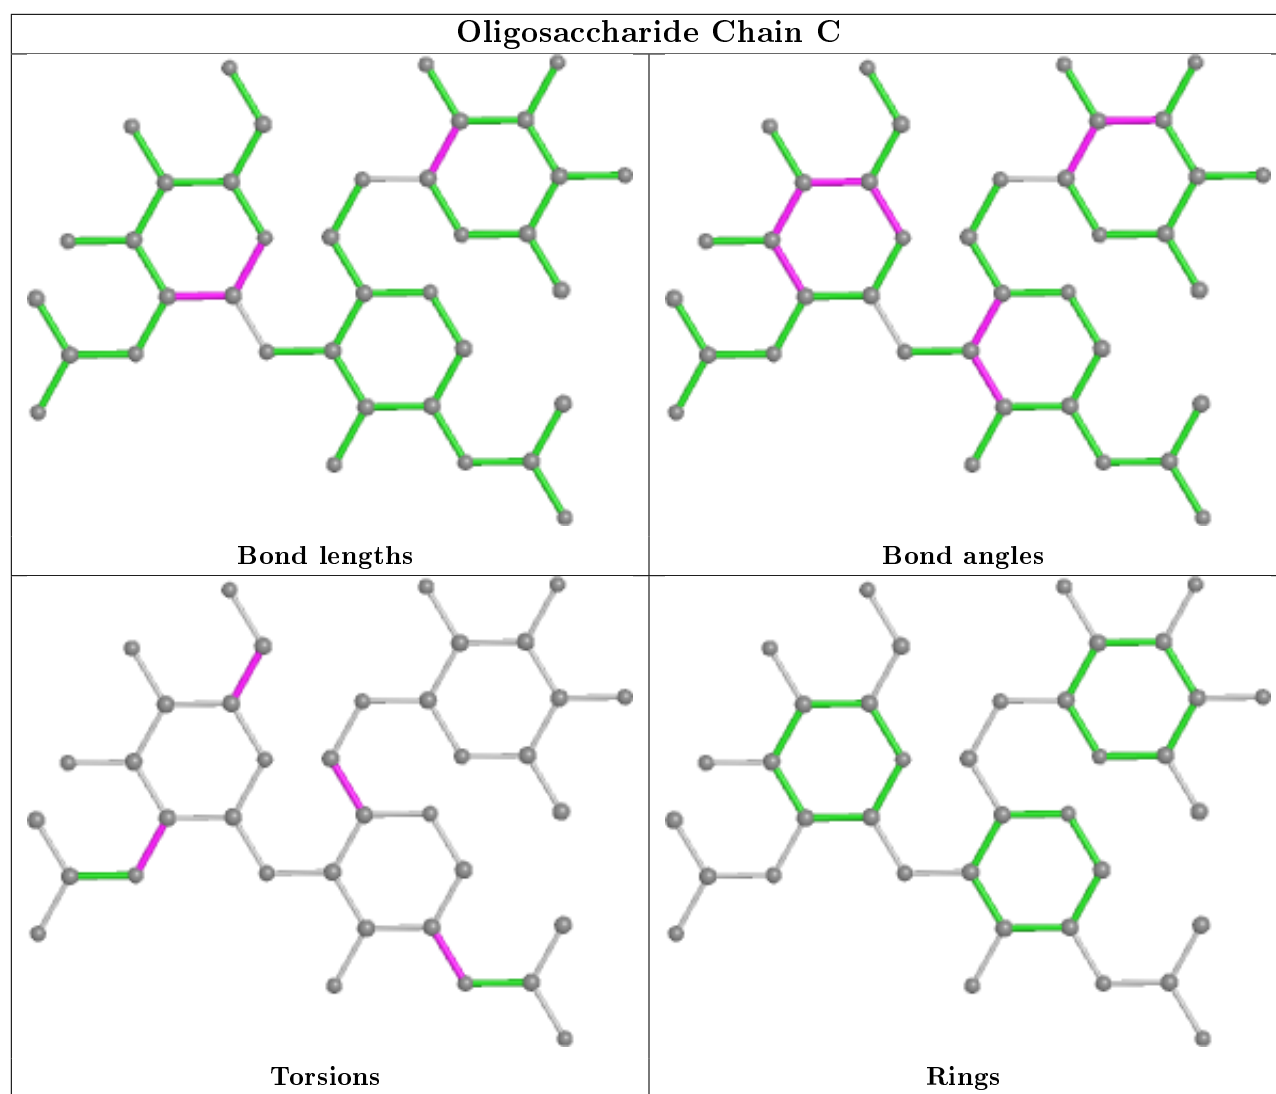 Oligosaccharide Chain C
Bond lengths
Bond angles
Torsions
Rings